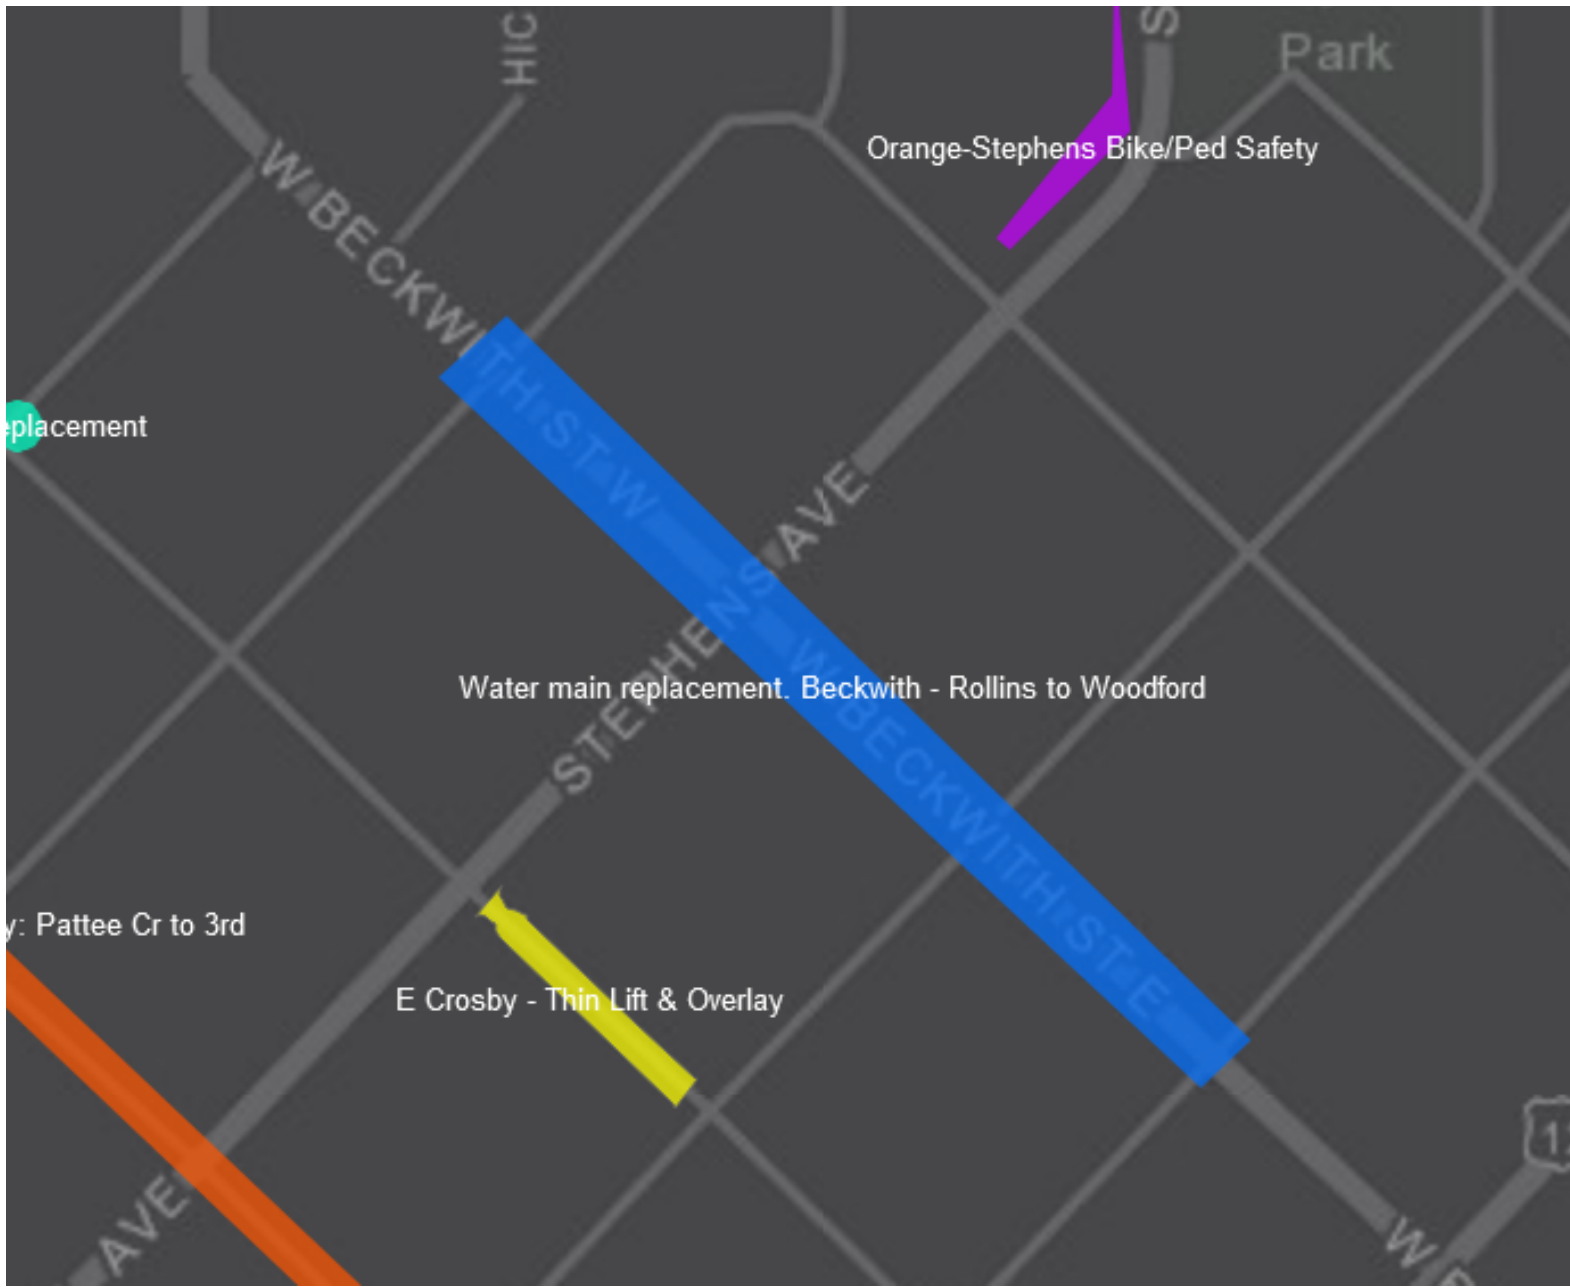 HIC
S
Park
Orange-Stephens Bike/Ped Safety
W BECKWITH ST W
eplacement
STEPHENS AVE
Water main replacement. Beckwith - Rollins to Woodford
W BECKWITH ST E
y: Pattee Cr to 3rd
E Crosby - Thin Lift & Overlay
AVE
W